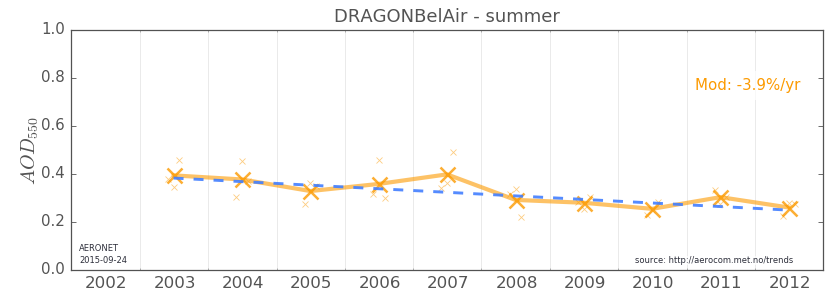 DRAGONBelAir - summer
1.0
0.8
0.6
0.4
0.2
0.0
AOD550
Mod: -3.9%/yr
AERONET
2015-09-24
source: http://aerocom.met.no/trends
2002 2003 2004 2005 2006 2007 2008 2009 2010 2011 2012